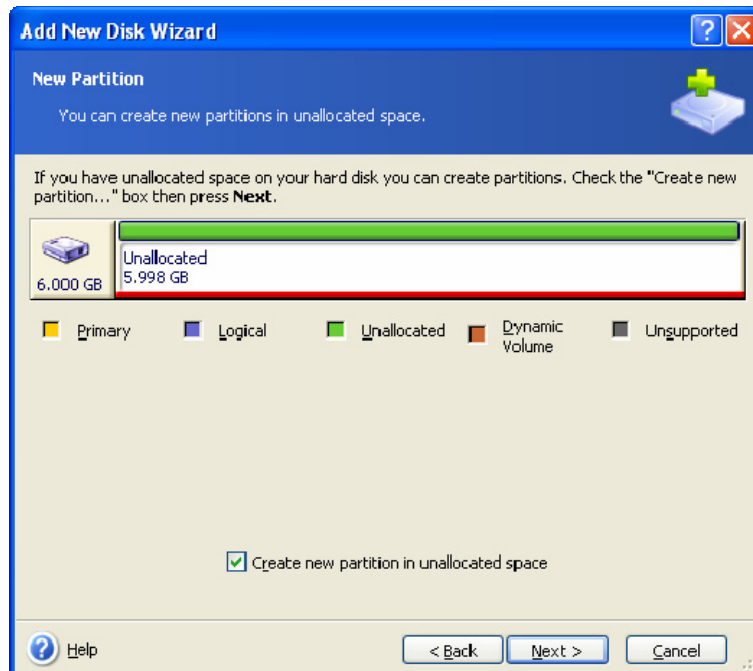 Add New Disk Wizard
New Partition
You can create new partitions in unallocated space.
If you have unallocated space on your hard disk you can create partitions. Check the "Create new
partition..." box then press Next.
Unallocated
6.000 GB 5.998 GB
Primary Logical Unallocated Dynamic Volume Unsupported
Create new partition in unallocated space
Help < Back Next > Cancel